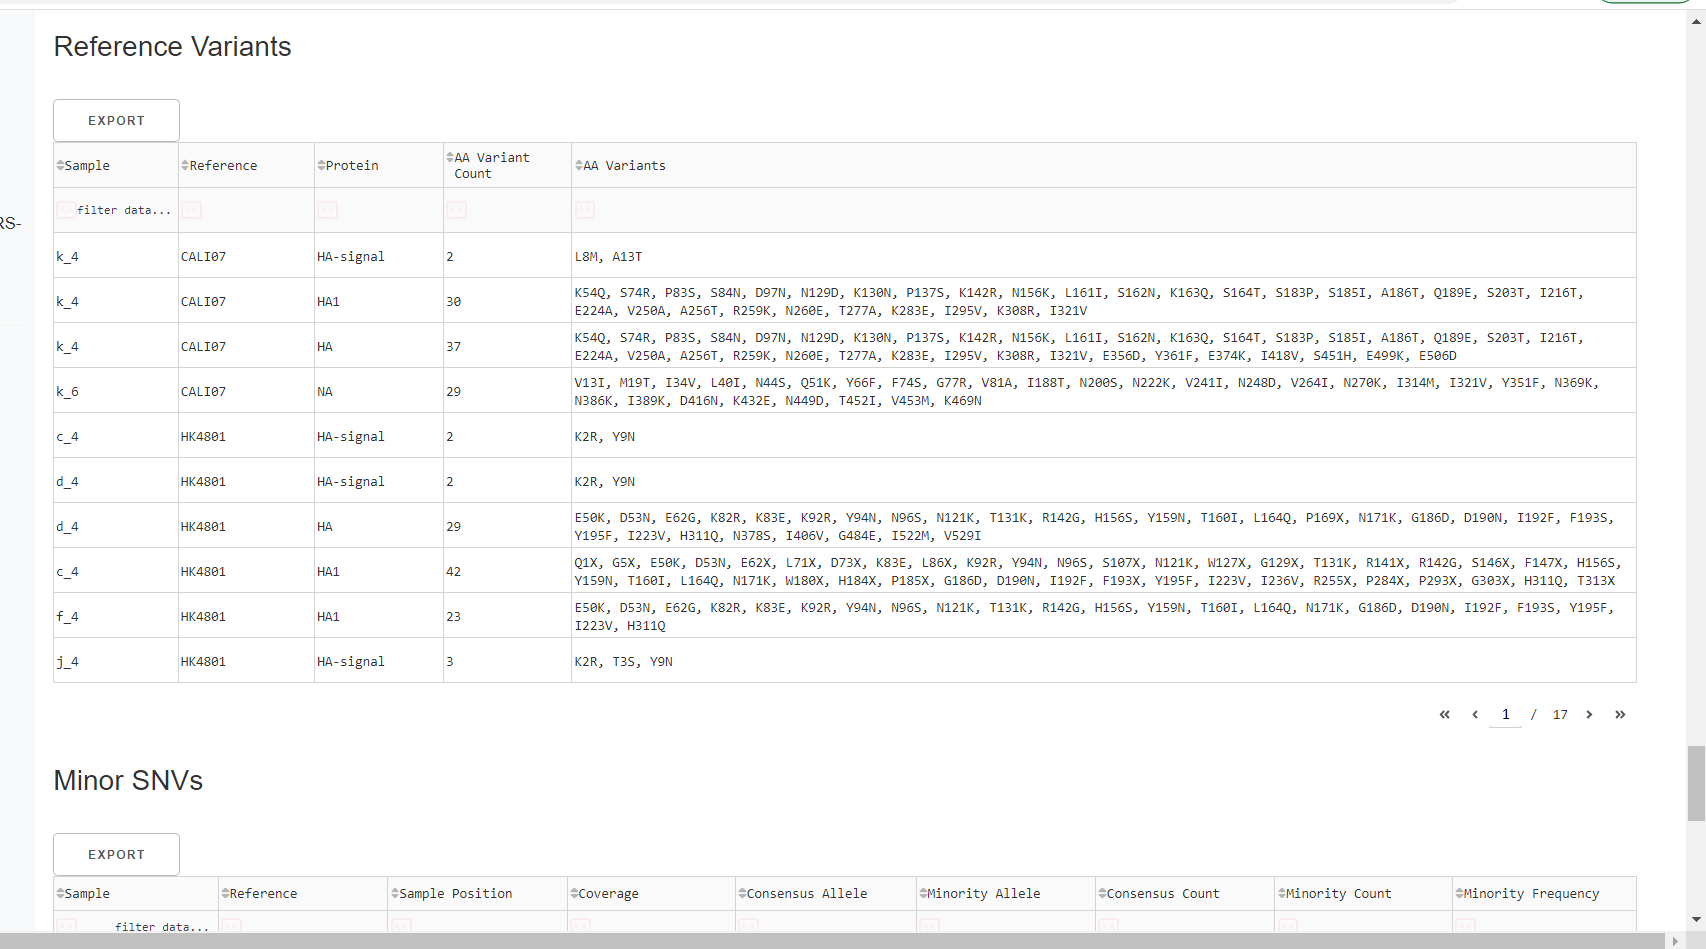 Reference Variants
EXPORT
Sample Reference Protein AA Variant Count AA Variants
filter data...
RS-
k_4 CALI07 HA-signal 2 L8M, A13T
k_4 CALI07 HA1 30 K54Q, S74R, P83S, S84N, D97N, N129D, K130N, P137S, K142R, N156K, L161I, S162N, K163Q, S164T, S183P, S185I, A186T, Q189E, S203T, I216T,
E224A, V250A, A256T, R259K, N260E, T277A, K283E, I295V, K308R, I321V
k_4 CALI07 HA 37 K54Q, S74R, P83S, S84N, D97N, N129D, K130N, P137S, K142R, N156K, L161I, S162N, K163Q, S164T, S183P, S185I, A186T, Q189E, S203T, I216T,
E224A, V250A, A256T, R259K, N260E, T277A, K283E, I295V, K308R, I321V, E356D, Y361F, E374K, I418V, S451H, E499K, E506D
k_6 CALI07 NA 29 V13I, M19T, I34V, L40I, N44S, Q51K, Y66F, F74S, G77R, V81A, I188T, N200S, N222K, V241I, N248D, V264I, N270K, I314M, I321V, Y351F, N369K,
N386K, I389K, D416N, K432E, N449D, T452I, V453M, K469N
c_4 HK4801 HA-signal 2 K2R, Y9N
d_4 HK4801 HA-signal 2 K2R, Y9N
d_4 HK4801 HA 29 E50K, D53N, E62G, K82R, K83E, K92R, Y94N, N96S, N121K, T131K, R142G, H156S, Y159N, T160I, L164Q, P169X, N171K, G186D, D190N, I192F, F193S,
Y195F, I223V, H311Q, N378S, I406V, G484E, I522M, V529I
c_4 HK4801 HA1 42 Q1X, G5X, E50K, D53N, E62X, L71X, D73X, K83E, L86X, K92R, Y94N, N96S, S107X, N121K, W127X, G129X, T131K, R141X, R142G, S146X, F147X, H156S,
Y159N, T160I, L164Q, N171K, W180X, H184X, P185X, G186D, D190N, I192F, F193X, Y195F, I223V, I236V, R255X, P284X, P293X, G303X, H311Q, T313X
f_4 HK4801 HA1 23 E50K, D53N, E62G, K82R, K83E, K92R, Y94N, N96S, N121K, T131K, R142G, H156S, Y159N, T160I, L164Q, N171K, G186D, D190N, I192F, F193S, Y195F,
I223V, H311Q
j_4 HK4801 HA-signal 3 K2R, T3S, Y9N
« ‹ 1 / 17 › »
Minor SNVs
EXPORT
Sample Reference Sample Position Coverage Consensus Allele Minority Allele Consensus Count Minority Count Minority Frequency
filter data...